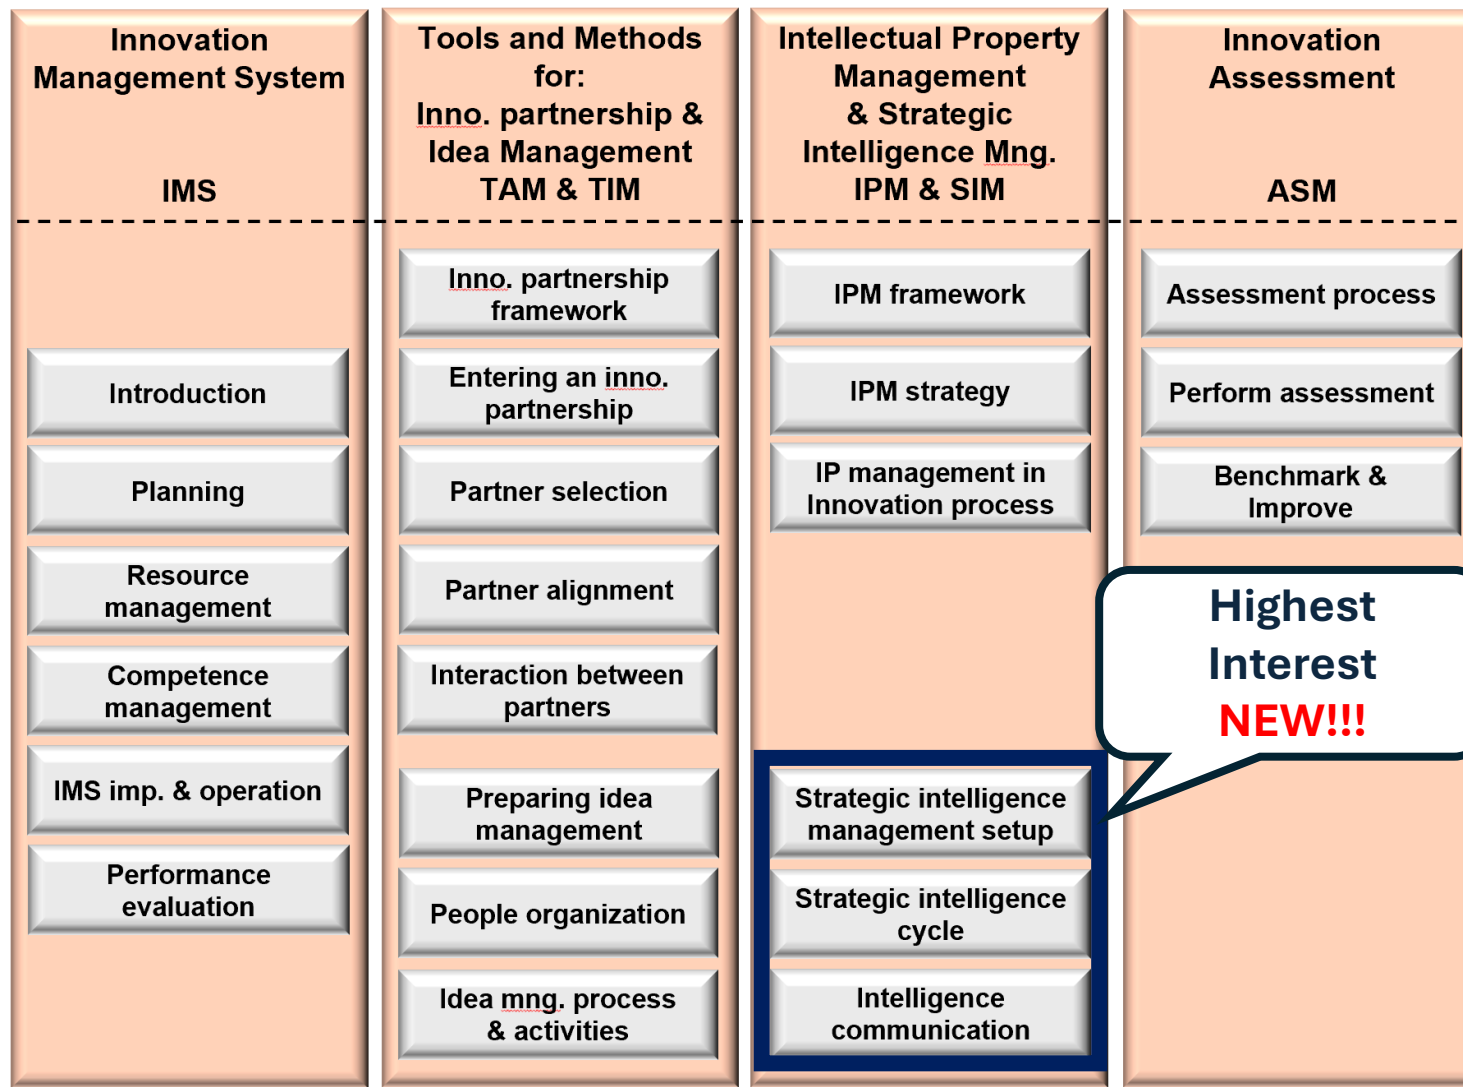 Innovation
Management System
IMS
Introduction
Planning
Resource
management
Competence
management
IMS imp. & operation
Performance
evaluation
Tools and Methods
for:
Inno. partnership &
Idea Management
TAM & TIM
Inno. partnership
framework
Entering an inno.
partnership
Partner selection
Partner alignment
Interaction between
partners
Preparing idea
management
People organization
Idea mng. process
& activities
Intellectual Property
Management
& Strategic
Intelligence Mng.
IPM & SIM
IPM framework
IPM strategy
IP management in
Innovation process
Strategic intelligence
management setup
Strategic intelligence
cycle
Intelligence
communication
Innovation
Assessment
ASM
Assessment process
Perform assessment
Benchmark &
Improve
Highest
Interest
NEW!!!